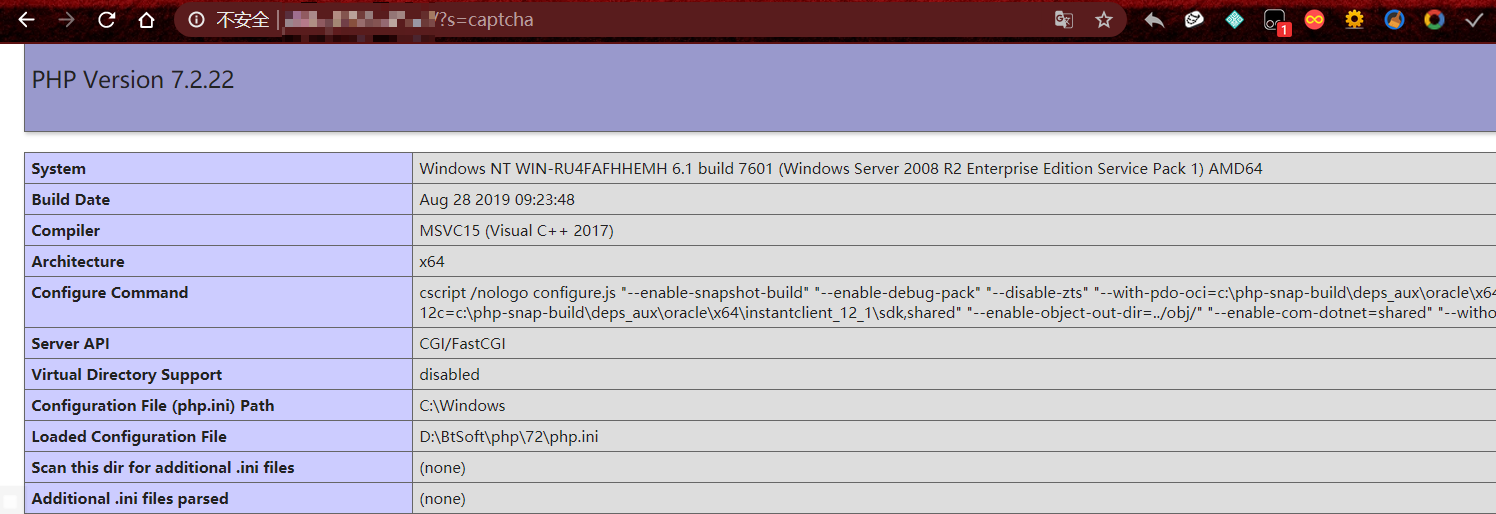 不安全
/?s=captcha
1
PHP Version 7.2.22
System Windows NT WIN-RU4FAFHHEMH 6.1 build 7601 (Windows Server 2008 R2 Enterprise Edition Service Pack 1) AMD64
Build Date Aug 28 2019 09:23:48
Compiler MSVC15 (Visual C++ 2017)
Architecture x64
Configure Command cscript /nologo configure.js "--enable-snapshot-build" "--enable-debug-pack" "--disable-zts" "--with-pdo-oci=c:\php-snap-build\deps_aux\oracle\x64
12c=c:\php-snap-build\deps_aux\oracle\x64\instantclient_12_1\sdk,shared" "--enable-object-out-dir=../obj/" "--enable-com-dotnet=shared" "--witho
Server API CGI/FastCGI
Virtual Directory Support disabled
Configuration File (php.ini) Path C:\Windows
Loaded Configuration File D:\BtSoft\php\72\php.ini
Scan this dir for additional .ini files (none)
Additional .ini files parsed (none)